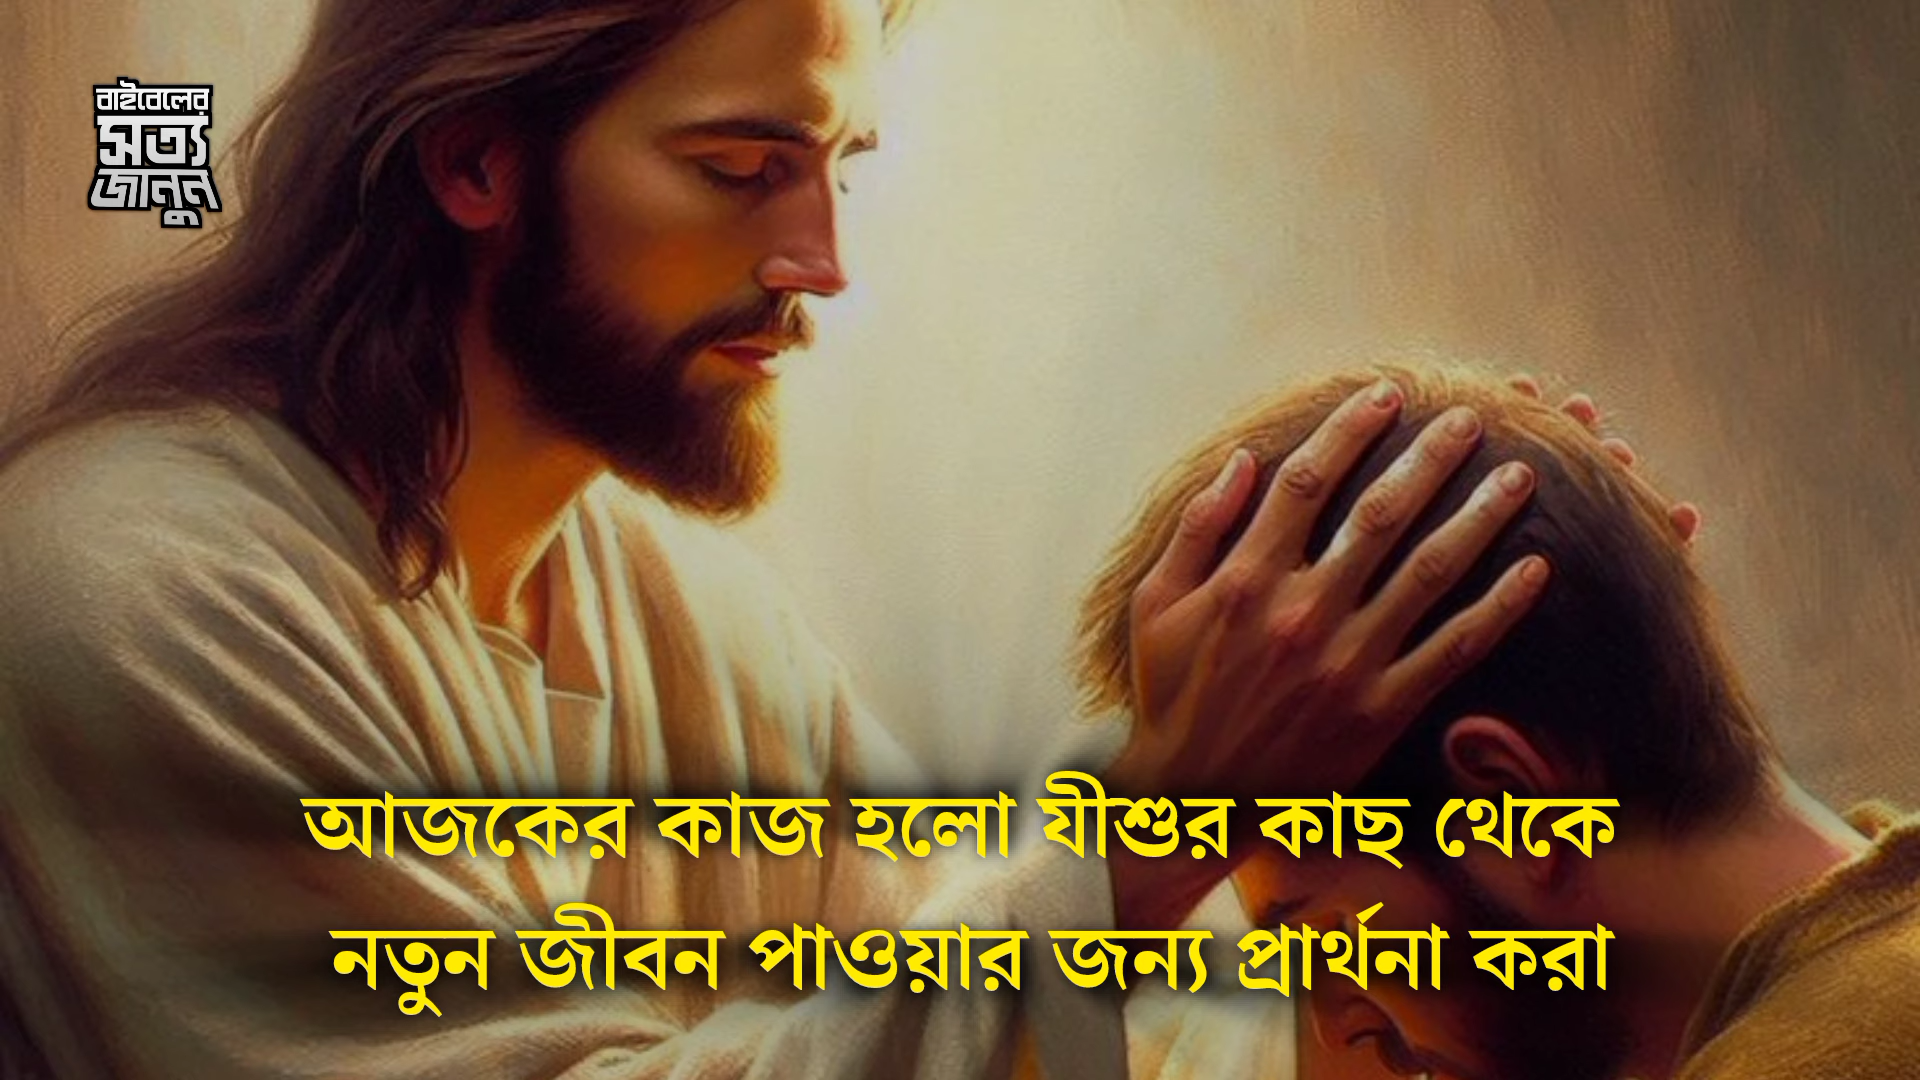 বাইবেলের
সত্য
জানুন
আজকের কাজ হলো যীশুর কাছ থেকে
নতুন জীবন পাওয়ার জন্য প্রার্থনা করা